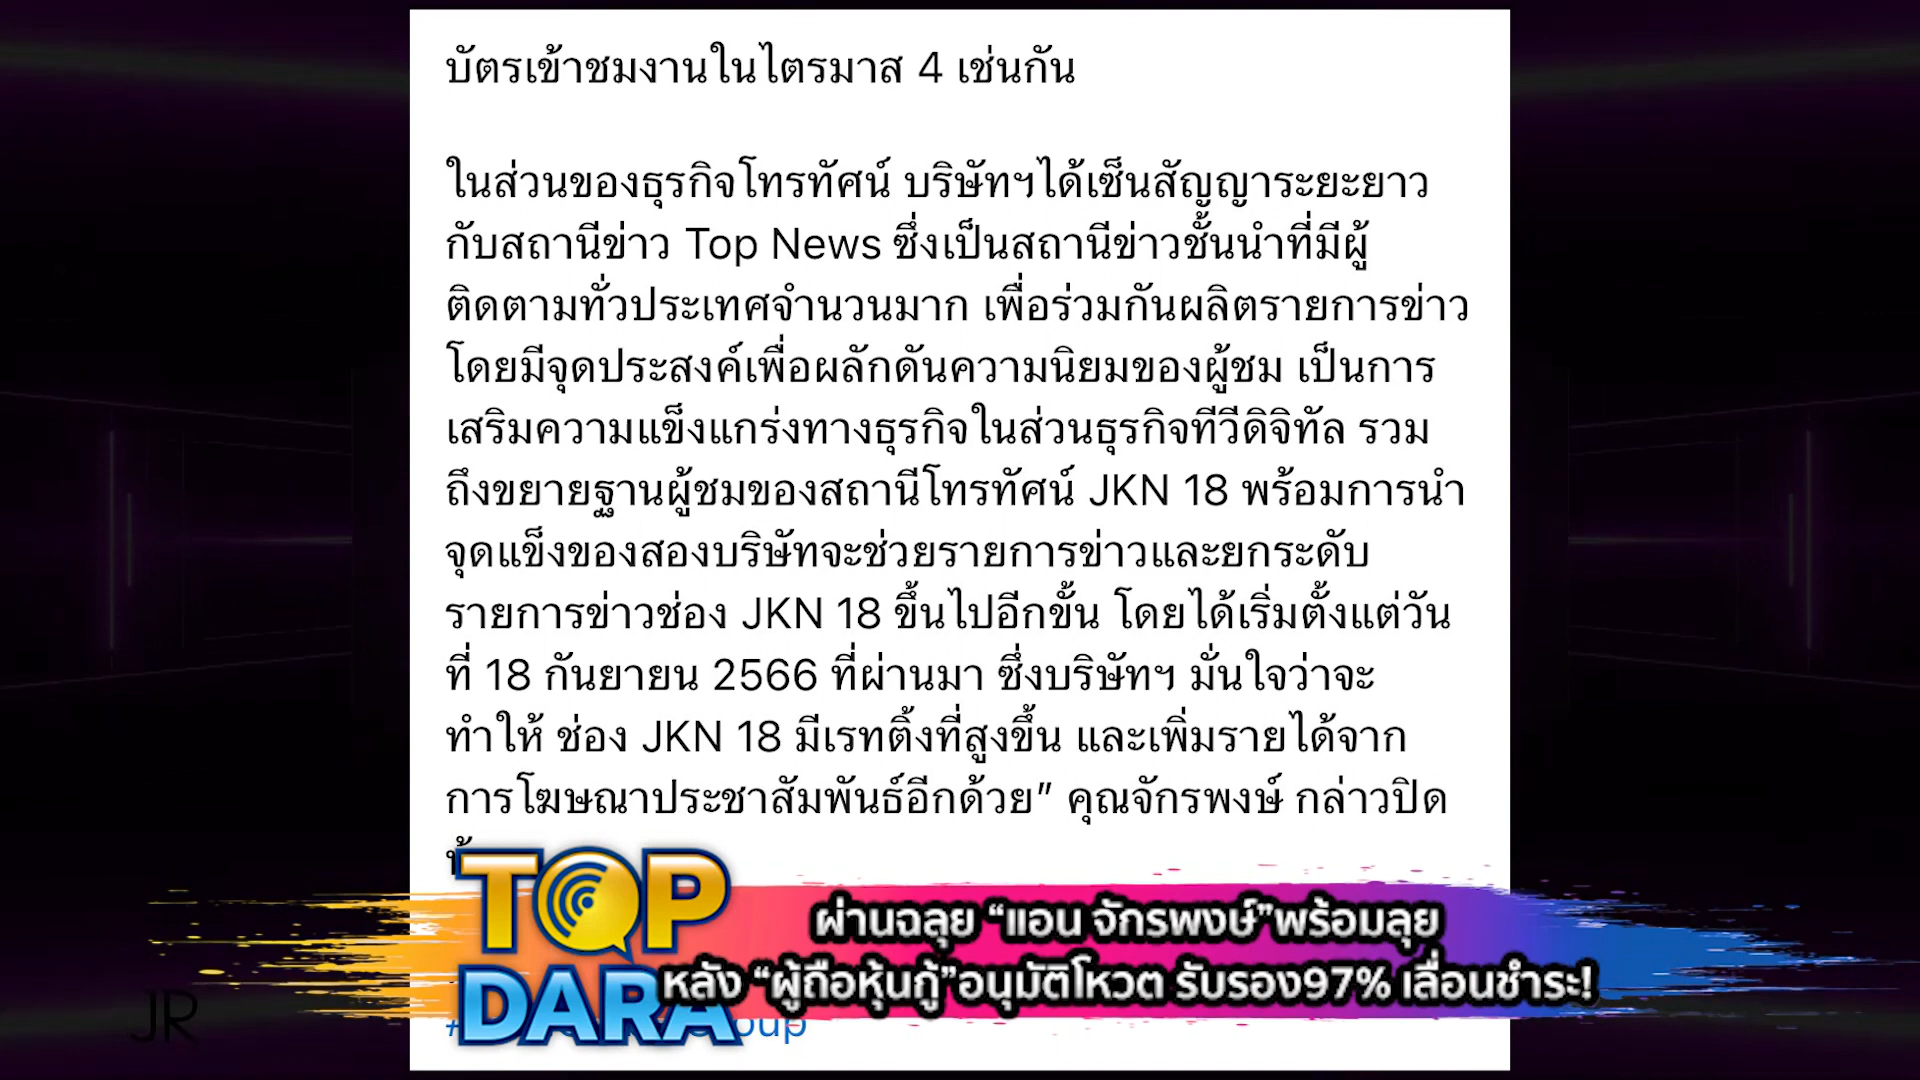 บัตรเข้าชมงานในไตรมาส 4 เช่นกัน
ในส่วนของธุรกิจโทรทัศน์ บริษัทฯได้เซ็นสัญญาระยะยาว
กับสถานีข่าว Top News ซึ่งเป็นสถานีข่าวชั้นนำที่มีผู้
ติดตามทั่วประเทศจำนวนมาก เพื่อร่วมกันผลิตรายการข่าว
โดยมีจุดประสงค์เพื่อผลักดันความนิยมของผู้ชม เป็นการ
เสริมความแข็งแกร่งทางธุรกิจในส่วนธุรกิจทีวีดิจิทัล รวม
ถึงขยายฐานผู้ชมของสถานีโทรทัศน์ JKN 18 พร้อมการนำ
จุดแข็งของสองบริษัทจะช่วยรายการข่าวและยกระดับ
รายการข่าวช่อง JKN 18 ขึ้นไปอีกขั้น โดยได้เริ่มตั้งแต่วัน
ที่ 18 กันยายน 2566 ที่ผ่านมา ซึ่งบริษัทฯ มั่นใจว่าจะ
ทำให้ ช่อง JKN 18 มีเรทติ้งที่สูงขึ้น และเพิ่มรายได้จาก
การโฆษณาประชาสัมพันธ์อีกด้วย” คุณจักรพงษ์ กล่าวปิด
TOP
DARA
ผ่านฉลุย “แอน จักรพงษ์”พร้อมลุย
หลัง “ผู้ถือหุ้นกู้”อนุมัติโหวต รับรอง97% เลื่อนชำระ!
JR